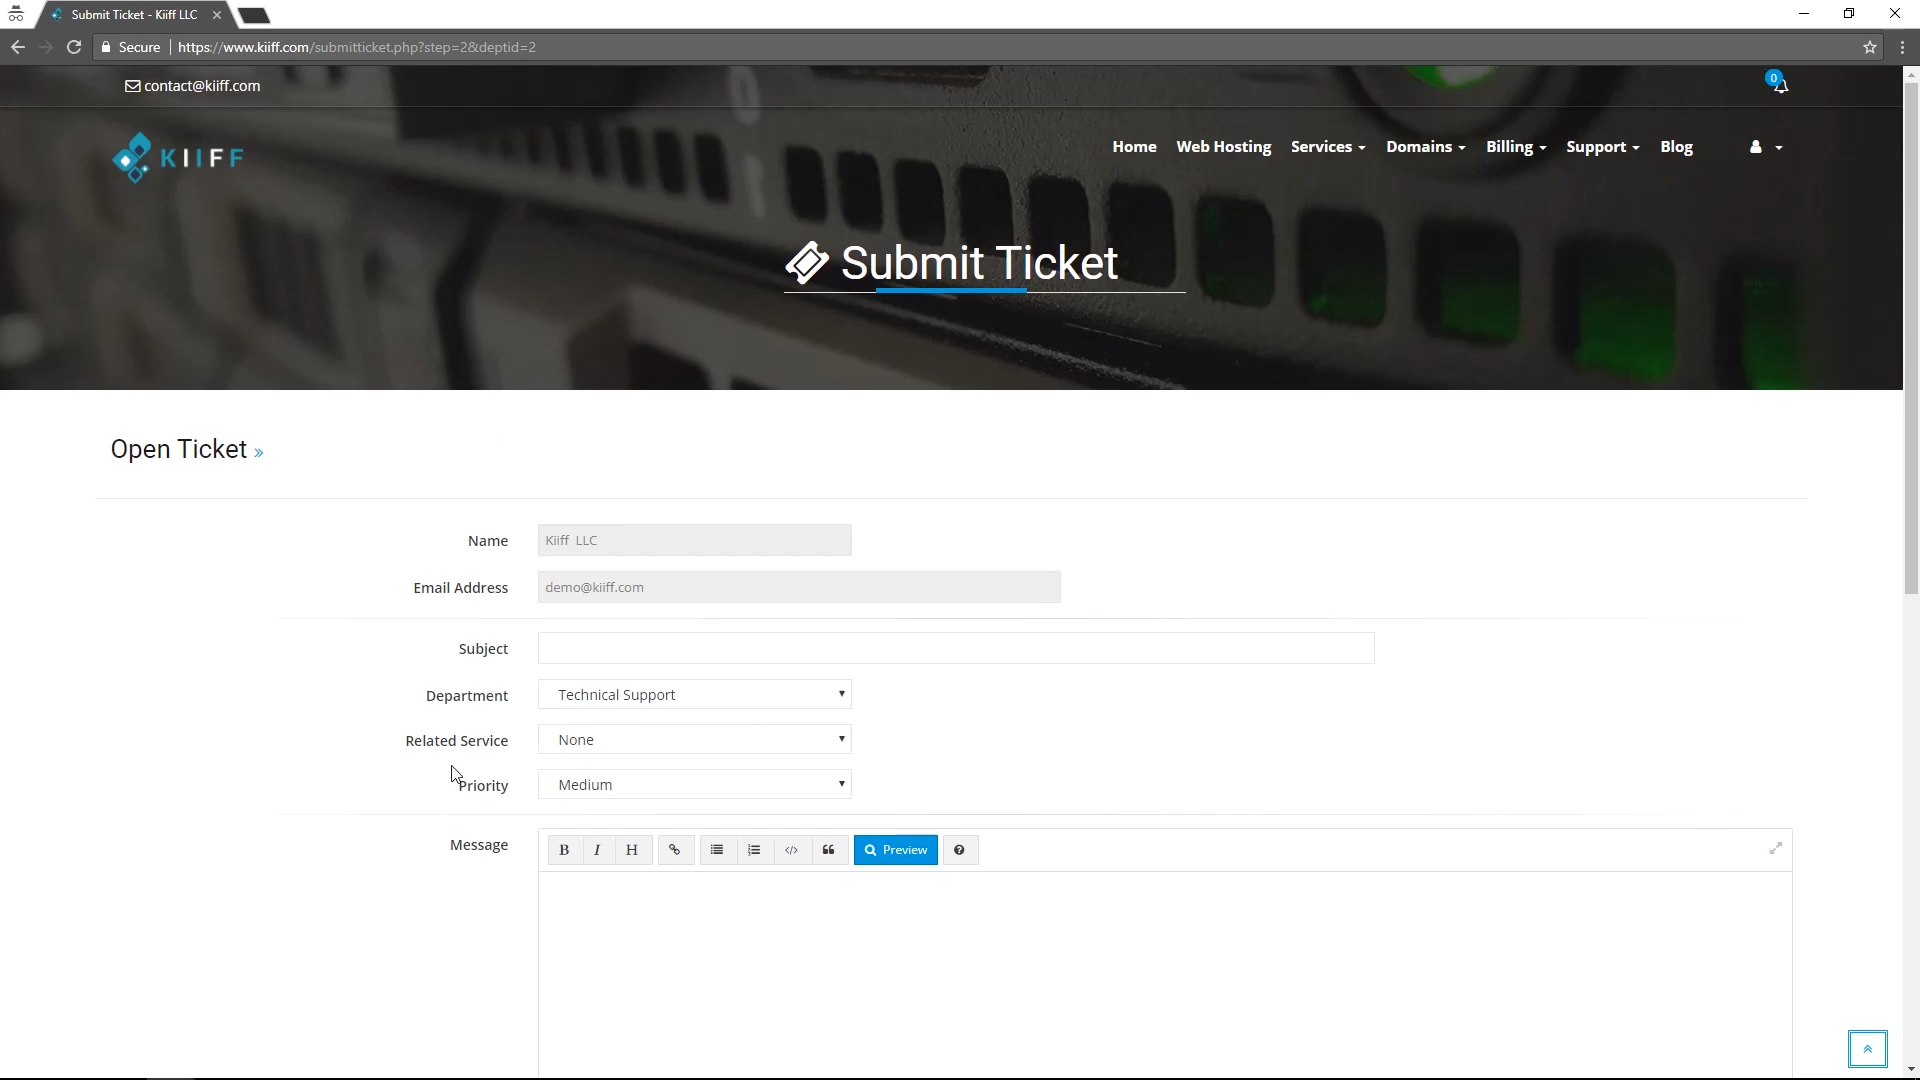 Submit Ticket - Kiiff LLC
Secure https://www.kiiff.com/submitticket.php?step=2&deptid=2
contact@kiiff.com
0
KIIFF
Home Web Hosting Services Domains Billing Support Blog
Submit Ticket
Open Ticket »
Name Kiiff LLC
Email Address demo@kiiff.com
Subject
Department Technical Support
Related Service None
Priority Medium
Message B I H Preview